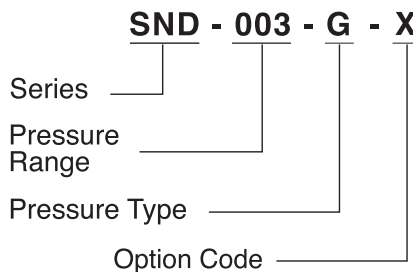 SND - 003 - G - X
Series
Pressure
Range
Pressure Type
Option Code